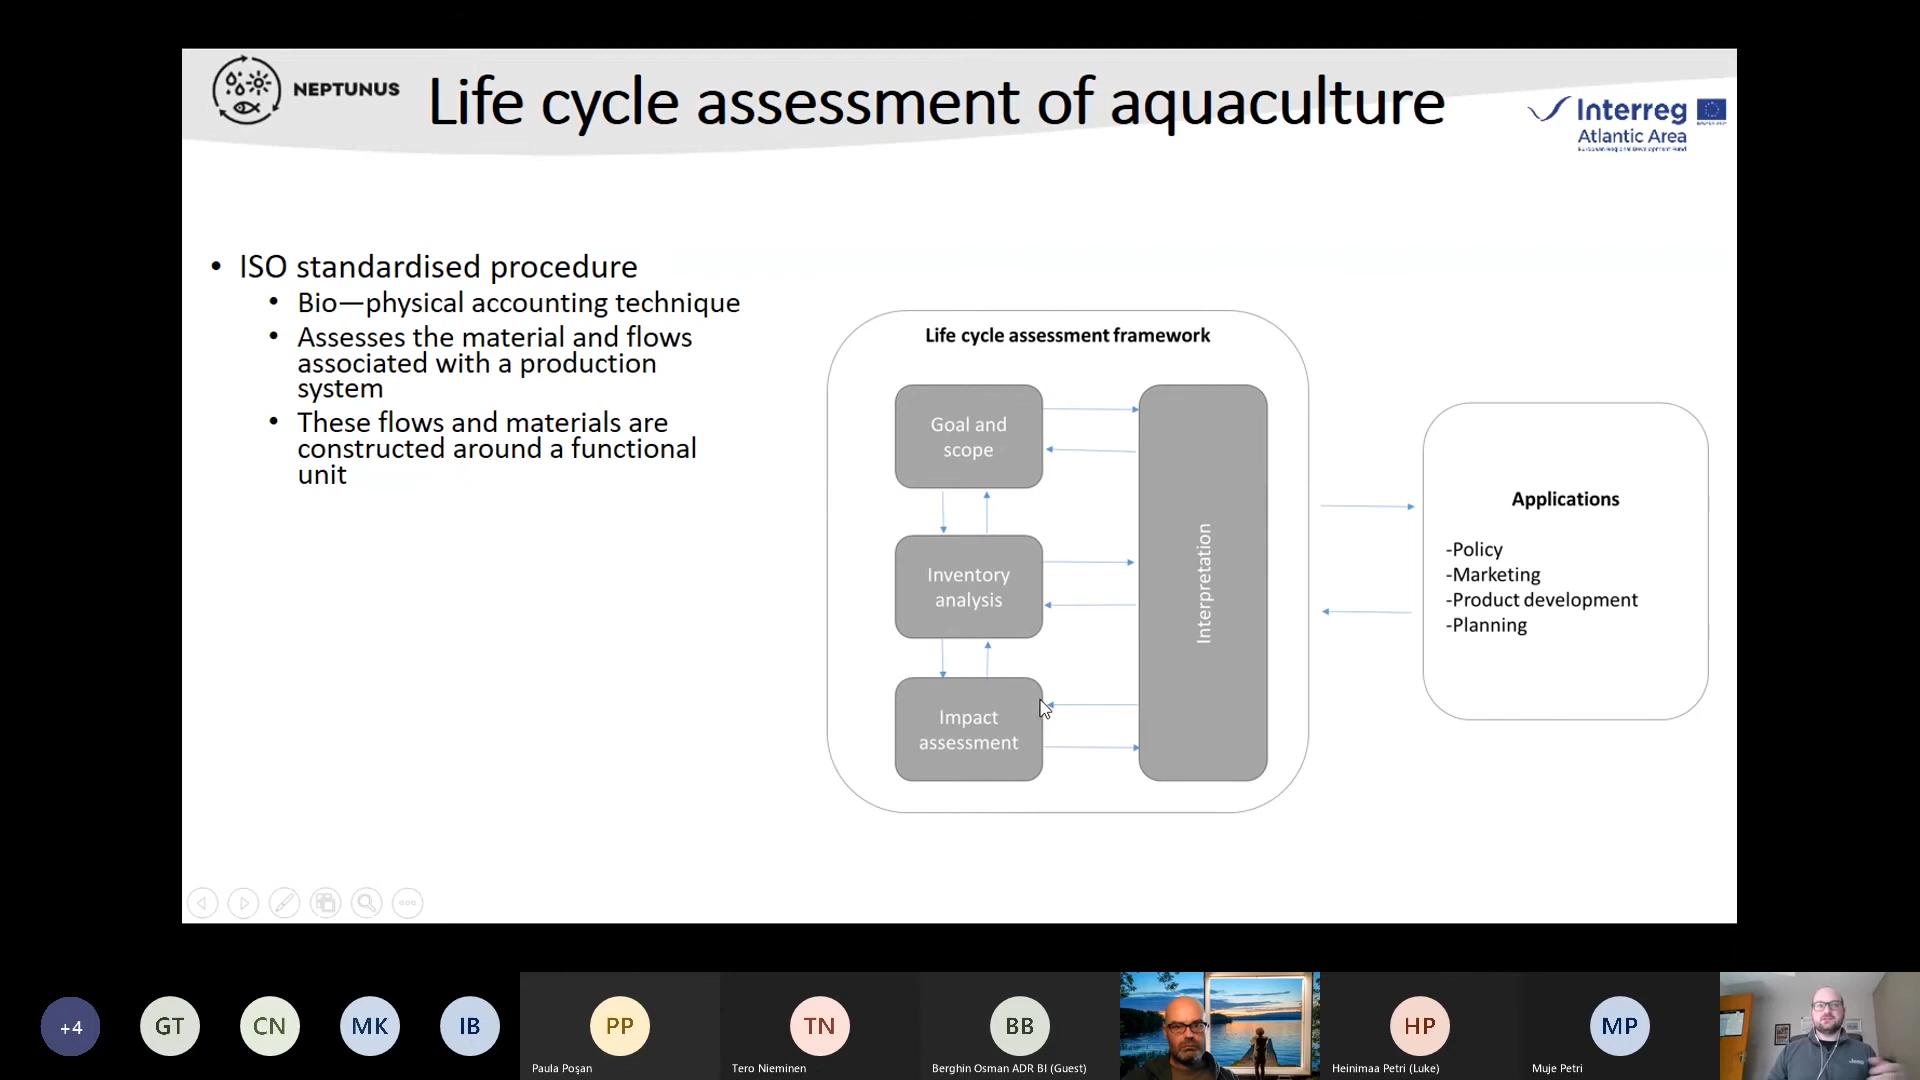 NEPTUNUS
Life cycle assessment of aquaculture
Interreg
Atlantic Area
European Regional Development Fund
• ISO standardised procedure
• Bio—physical accounting technique
• Assesses the material and flows
associated with a production
system
• These flows and materials are
constructed around a functional
unit
Life cycle assessment framework
Goal and
scope
Inventory
analysis
Impact
assessment
Interpretation
Applications
-Policy
-Marketing
-Product development
-Planning
+4
GT
CN
MK
IB
PP
Paula Poşan
TN
Tero Nieminen
BB
Berghin Osman ADR BI (Guest)
HP
Heinimaa Petri (Luke)
MP
Muje Petri